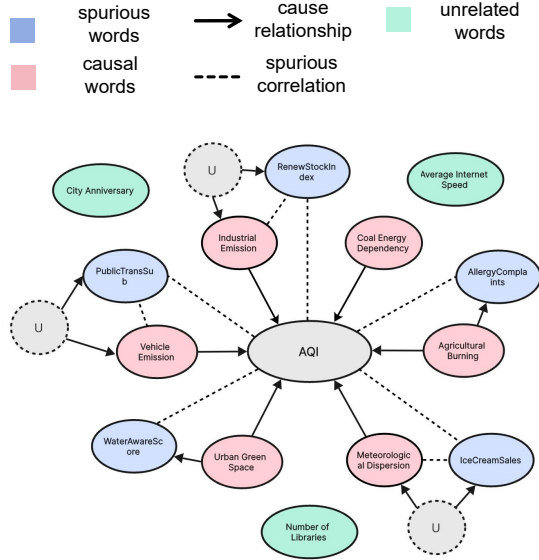 spurious
words
cause
relationship
unrelated
words
causal
words
spurious
correlation
U
RenewStockIn
dex
City Anniversary
Average Internet
Speed
Industrial
Emission
Coal Energy
Dependency
PublicTransSu
b
AllergyCompla
ints
U
Vehicle
Emission
AQI
Agricultural
Burning
WaterAwareSc
ore
Urban Green
Space
Meteorologic
al Dispersion
IceCreamSales
Number of
Libraries
U